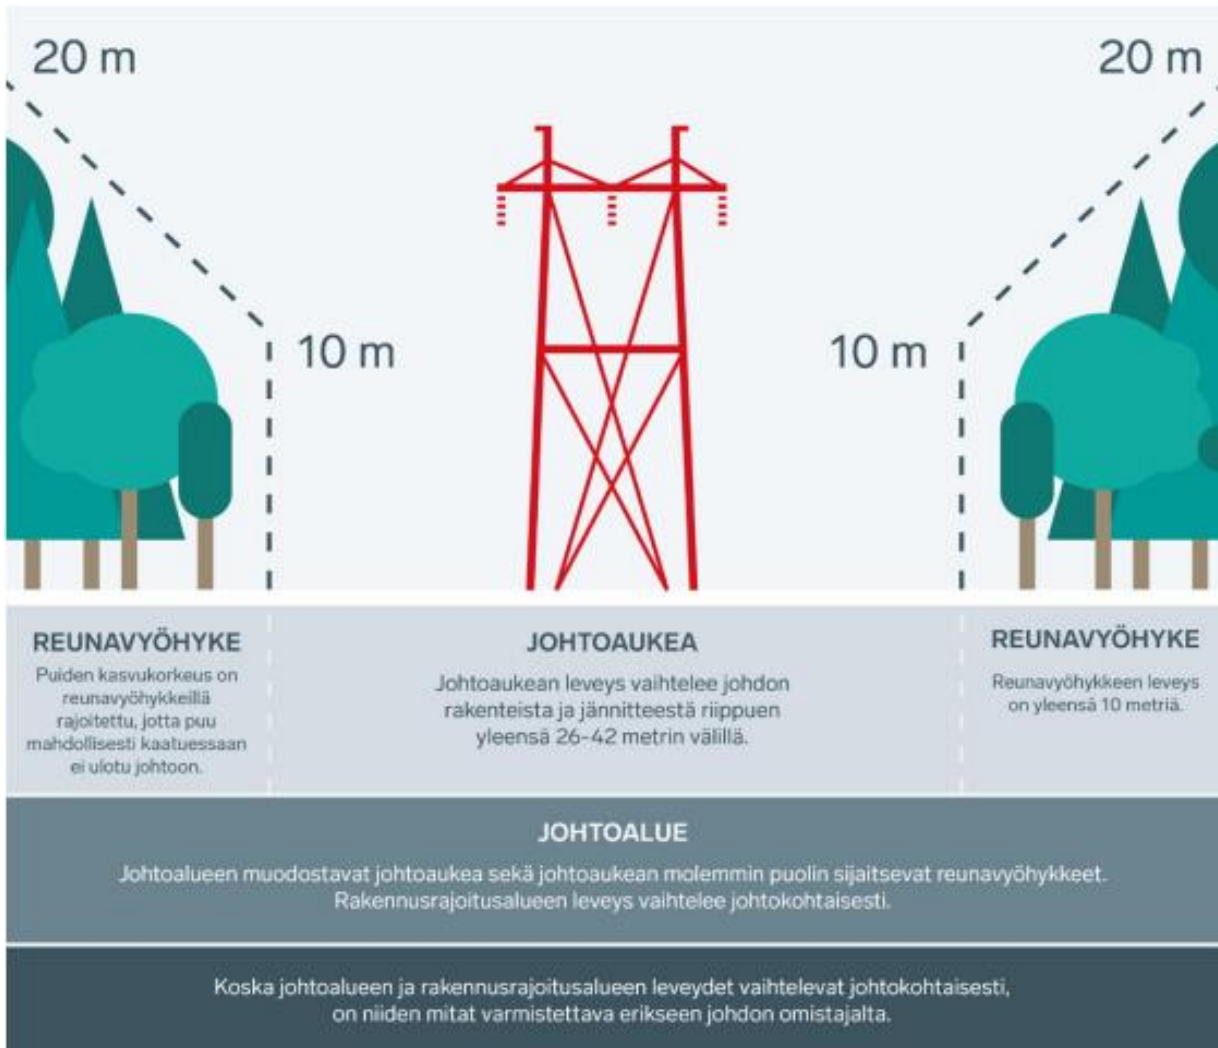 20 m
20 m
10 m
10 m
REUNAVYÖHYKE
Puiden kasvukorkeus on
reunavyöhykkeillä
rajoitettu, jotta puu
mahdollisesti kaatuessaan
ei ulotu johtoon.
JOHTOAUKEA
Johtoaukean leveys vaihtelee johdon
rakenteista ja jännitteestä riippuen
yleensä 26-42 metrin välillä.
REUNAVYÖHYKE
Reunavyöhykkeen leveys
on yleensä 10 metriä.
JOHTOALUE
Johtoalueen muodostavat johtoaukea sekä johtoaukean molemmin puolin sijaitsevat reunavyöhykkeet.
Rakennusrajoitusalueen leveys vaihtelee johtokohtaisesti.
Koska johtoalueen ja rakennusrajoitusalueen leveydet vaihtelevat johtokohtaisesti,
on niiden mitat varmistettava erikseen johdon omistajalta.